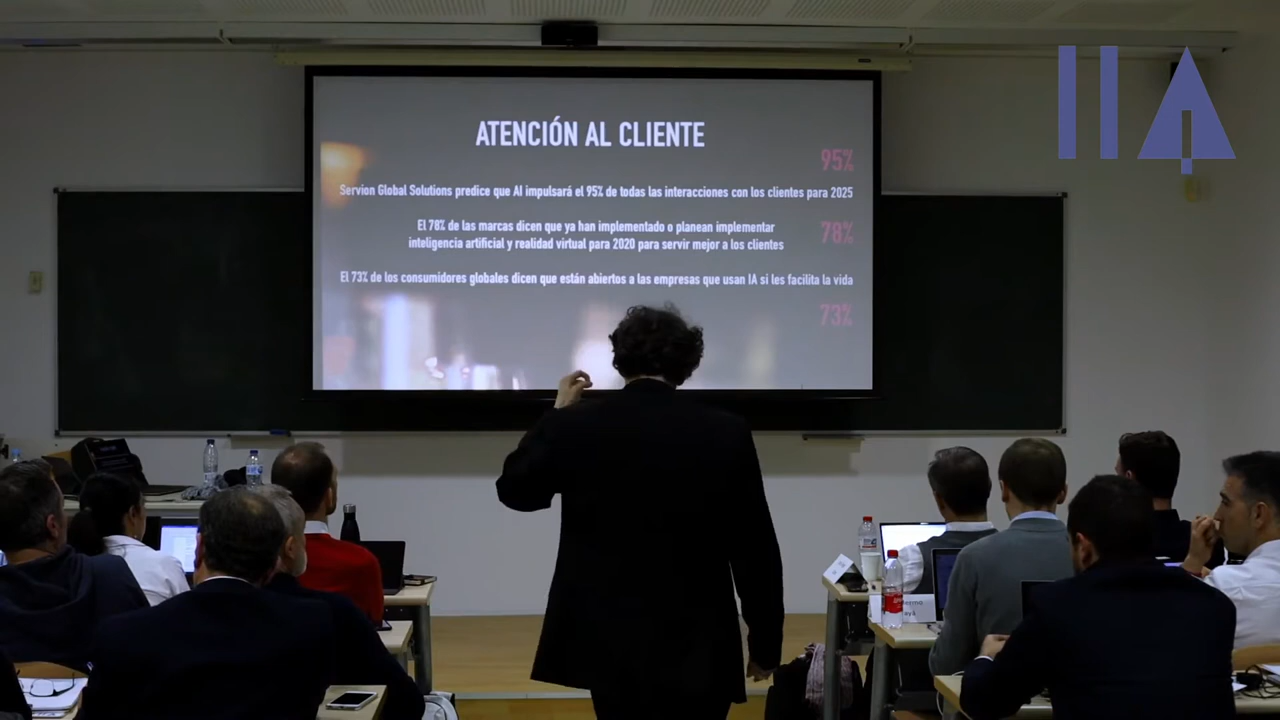 IIA
ATENCIÓN AL CLIENTE
95%
Servion Global Solutions predice que AI impulsará el 95% de todas las interacciones con los clientes para 2025
El 78% de las marcas dicen que ya han implementado o planean implementar
78%
inteligencia artificial y realidad virtual para 2020 para servir mejor a los clientes
El 73% de los consumidores globales dicen que están abiertos a las empresas que usan IA si les facilita la vida
73%